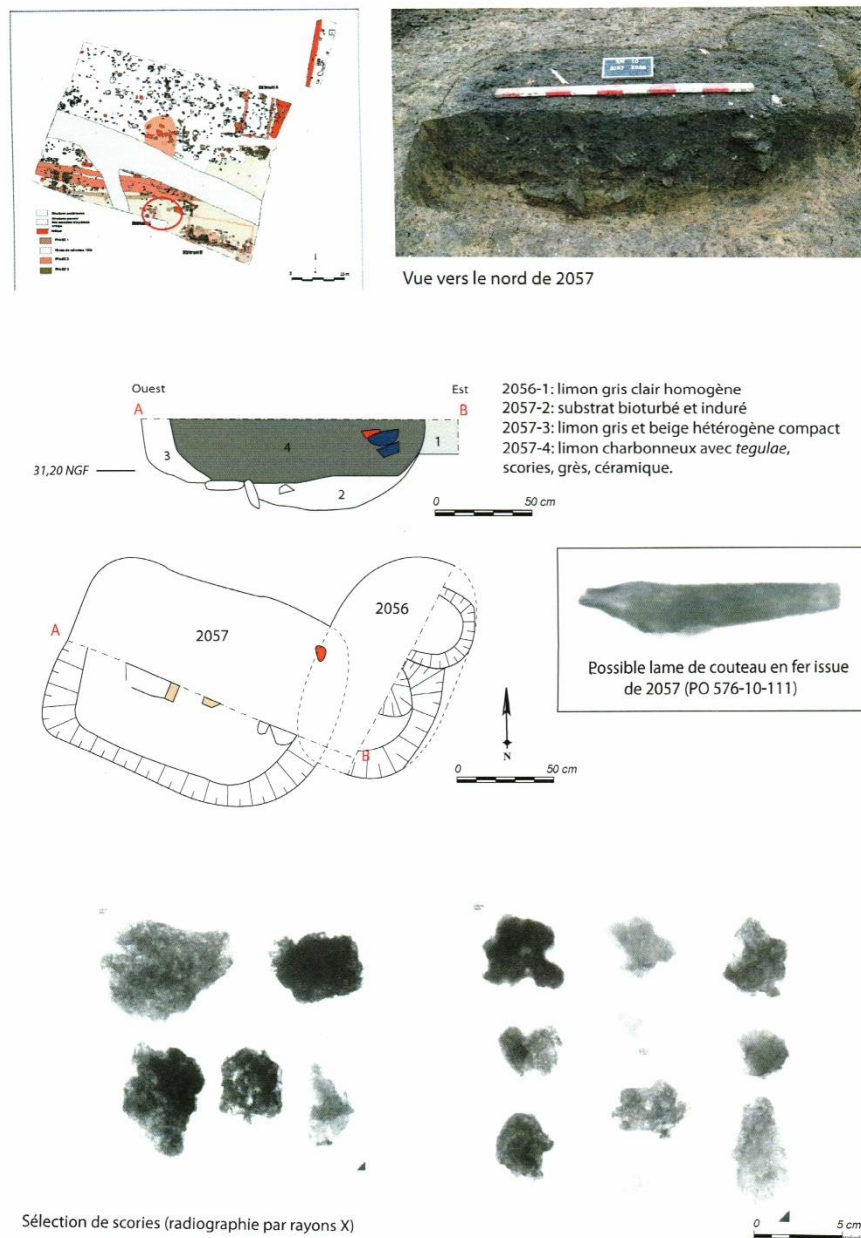 Vue vers le nord de 2057
Ouest
Est
A
B
4
3
1
2
31,20 NGF
0
50 cm
2056-1: limon gris clair homogène
2057-2: substrat bioturbé et induré
2057-3: limon gris et beige hétérogène compact
2057-4: limon charbonneux avec tegulae,
scories, grès, céramique.
2057
2056
A
B
N
0
50 cm
Possible lame de couteau en fer issue
de 2057 (PO 576-10-111)
Sélection de scories (radiographie par rayons X)
0
5 cm